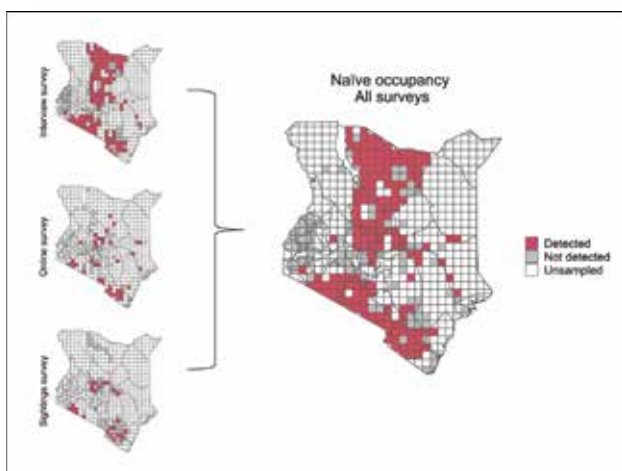 Interview survey
Online survey
Sightings survey
Naïve occupancy
All surveys
Detected
Not detected
Unsampled